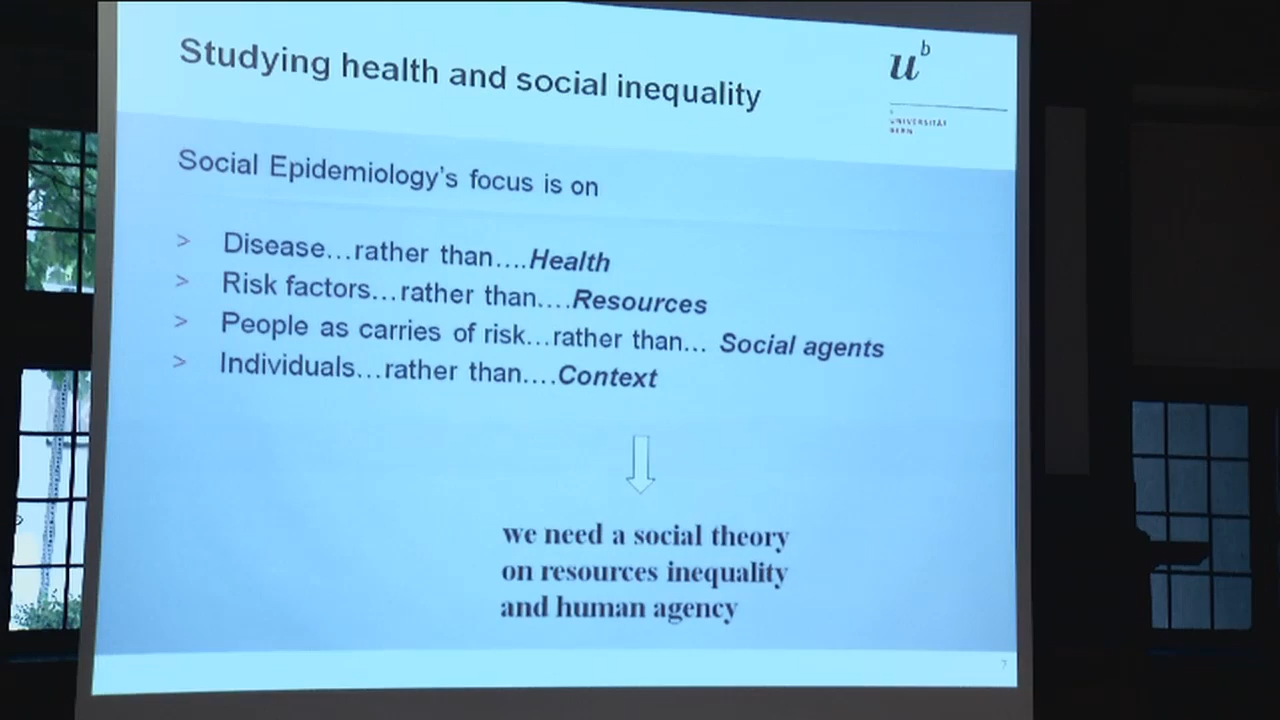 Studying health and social inequality
u b
UNIVERSITÄT
BERN
Social Epidemiology's focus is on
> Disease...rather than....Health
> Risk factors...rather than....Resources
> People as carries of risk...rather than... Social agents
> Individuals...rather than....Context
we need a social theory
on resources inequality
and human agency
7